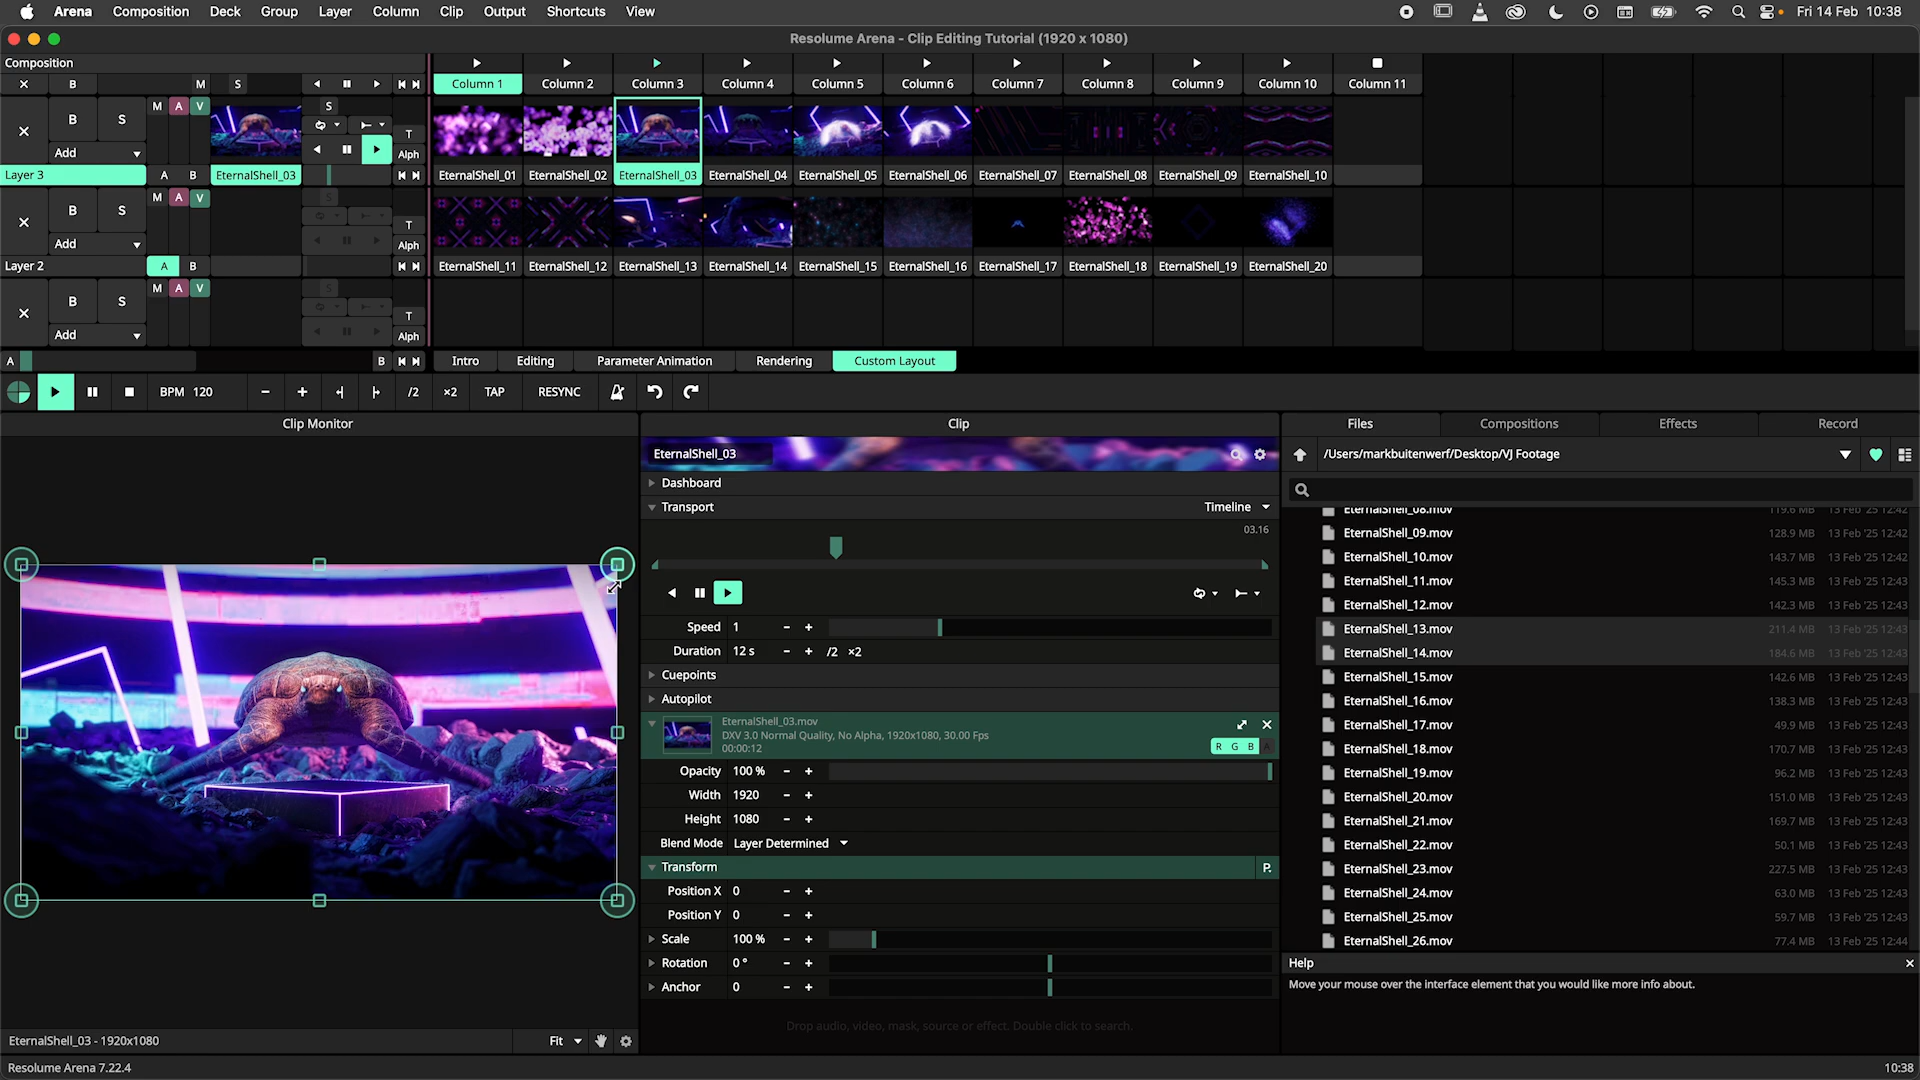 Arena Composition Deck Group Layer Column Clip Output Shortcuts View Fri 14 Feb 10:38
Resolume Arena - Clip Editing Tutorial (1920 x 1080)
Composition
B M S Column 1 Column 2 Column 3 Column 4 Column 5 Column 6 Column 7 Column 8 Column 9 Column 10 Column 11
M A V S
B S T
Add Alph
Layer 3 A B EternalShell_03 EternalShell_01 EternalShell_02 EternalShell_03 EternalShell_04 EternalShell_05 EternalShell_06 EternalShell_07 EternalShell_08 EternalShell_09 EternalShell_10
M A V S
B S T
Add Alph
Layer 2 A B EternalShell_11 EternalShell_12 EternalShell_13 EternalShell_14 EternalShell_15 EternalShell_16 EternalShell_17 EternalShell_18 EternalShell_19 EternalShell_20
M A V S
B S T
Add Alph
A B Intro Editing Parameter Animation Rendering Custom Layout
BPM 120 - + /2 ×2 TAP RESYNC
Clip Monitor
EternalShell_03 - 1920x1080 Fit
Clip
EternalShell_03
Dashboard
Transport Timeline
03.16
Speed 1 - +
Duration 12 s - + /2 ×2
Cuepoints
Autopilot
EternalShell_03.mov
DXV 3.0 Normal Quality, No Alpha, 1920x1080, 30.00 Fps
00:00:12 R G B A
Opacity 100 % - +
Width 1920 - +
Height 1080 - +
Blend Mode Layer Determined
Transform P.
Position X 0 - +
Position Y 0 - +
Scale 100 % - +
Rotation 0 ° - +
Anchor 0 - +
Drop audio, video, mask, source or effect. Double click to search.
Files Compositions Effects Record
/Users/markbuitenwerf/Desktop/VJ Footage
EternalShell_08.mov 119.6 MB 13 Feb '25 12:42
EternalShell_09.mov 128.9 MB 13 Feb '25 12:42
EternalShell_10.mov 143.7 MB 13 Feb '25 12:42
EternalShell_11.mov 145.3 MB 13 Feb '25 12:43
EternalShell_12.mov 142.3 MB 13 Feb '25 12:43
EternalShell_13.mov 211.4 MB 13 Feb '25 12:43
EternalShell_14.mov 184.6 MB 13 Feb '25 12:43
EternalShell_15.mov 142.6 MB 13 Feb '25 12:43
EternalShell_16.mov 138.3 MB 13 Feb '25 12:43
EternalShell_17.mov 49.9 MB 13 Feb '25 12:43
EternalShell_18.mov 170.7 MB 13 Feb '25 12:43
EternalShell_19.mov 96.2 MB 13 Feb '25 12:43
EternalShell_20.mov 151.0 MB 13 Feb '25 12:43
EternalShell_21.mov 169.7 MB 13 Feb '25 12:43
EternalShell_22.mov 50.1 MB 13 Feb '25 12:43
EternalShell_23.mov 227.5 MB 13 Feb '25 12:43
EternalShell_24.mov 63.0 MB 13 Feb '25 12:43
EternalShell_25.mov 59.7 MB 13 Feb '25 12:43
EternalShell_26.mov 77.4 MB 13 Feb '25 12:44
Help
Move your mouse over the interface element that you would like more info about.
Resolume Arena 7.22.4 10:38